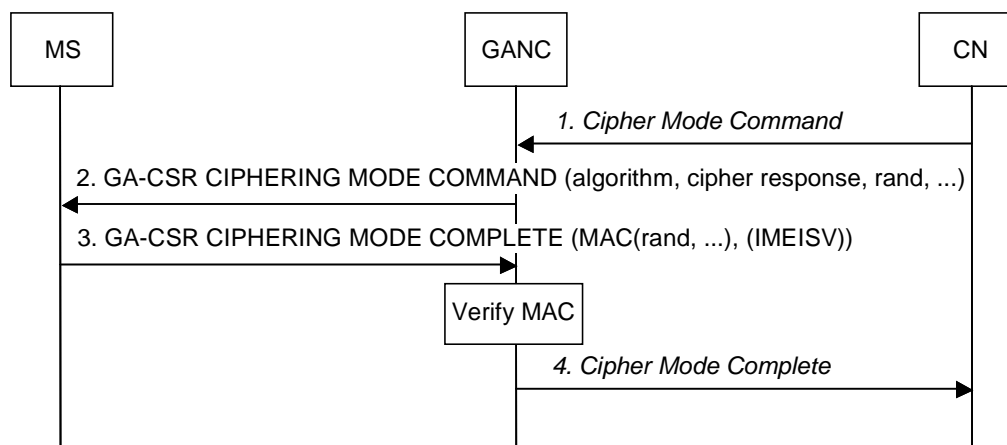 MS
GANC
CN
1. Cipher Mode Command
2. GA-CSR CIPHERING MODE COMMAND (algorithm, cipher response, rand, ...)
3. GA-CSR CIPHERING MODE COMPLETE (MAC(rand, ...), (IMEISV))
Verify MAC
4. Cipher Mode Complete